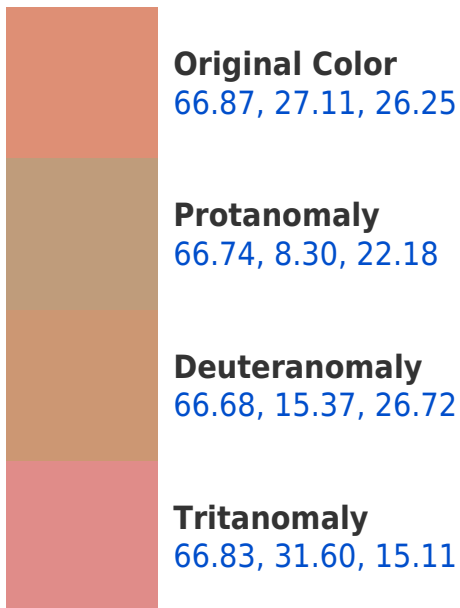 Original Color
66.87, 27.11, 26.25
Protanomaly
66.74, 8.30, 22.18
Deuteranomaly
66.68, 15.37, 26.72
Tritanomaly
66.83, 31.60, 15.11